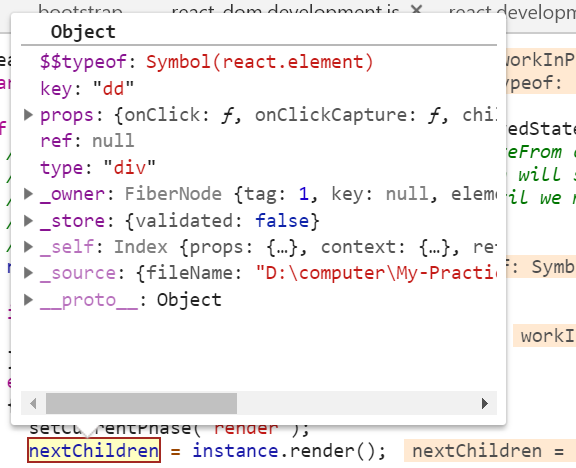 bootstrap react-dom.development.js × react.developm
Object
$$typeof: Symbol(react.element)
key: "dd"
▶ props: {onClick: ƒ, onClickCapture: ƒ, chi
ref: null
type: "div"
▶ _owner: FiberNode {tag: 1, key: null, elem
▶ _store: {validated: false}
▶ _self: Index {props: {…}, context: {…}, re
▶ _source: {fileName: "D:\computer\My-Practic
▶ __proto__: Object
workInP
ypeof:
edState
eFrom
will s
il we
f: Symb
workI
setCurrentPhase('render');
nextChildren = instance.render(); nextChildren =